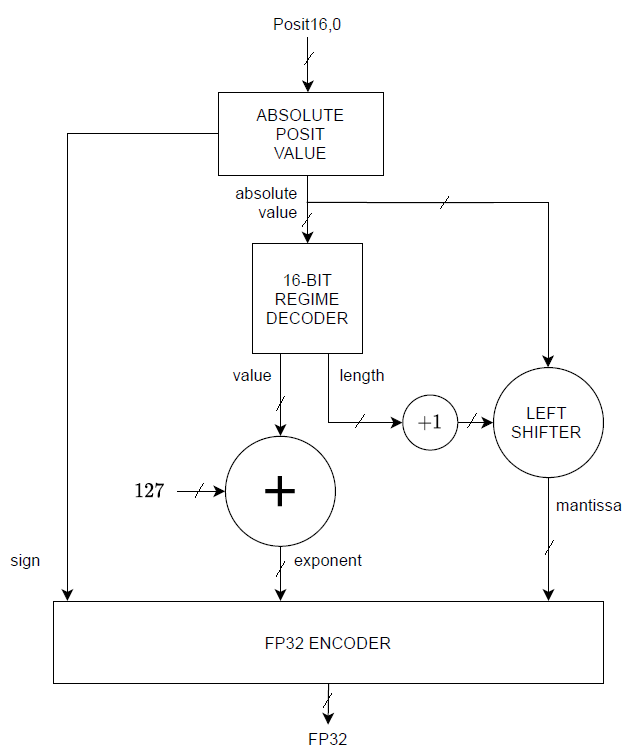 Posit16,0
ABSOLUTE
POSIT
VALUE
absolute
value
16-BIT
REGIME
DECODER
value
length
+1
LEFT
SHIFTER
127
+
mantissa
sign
exponent
FP32 ENCODER
FP32